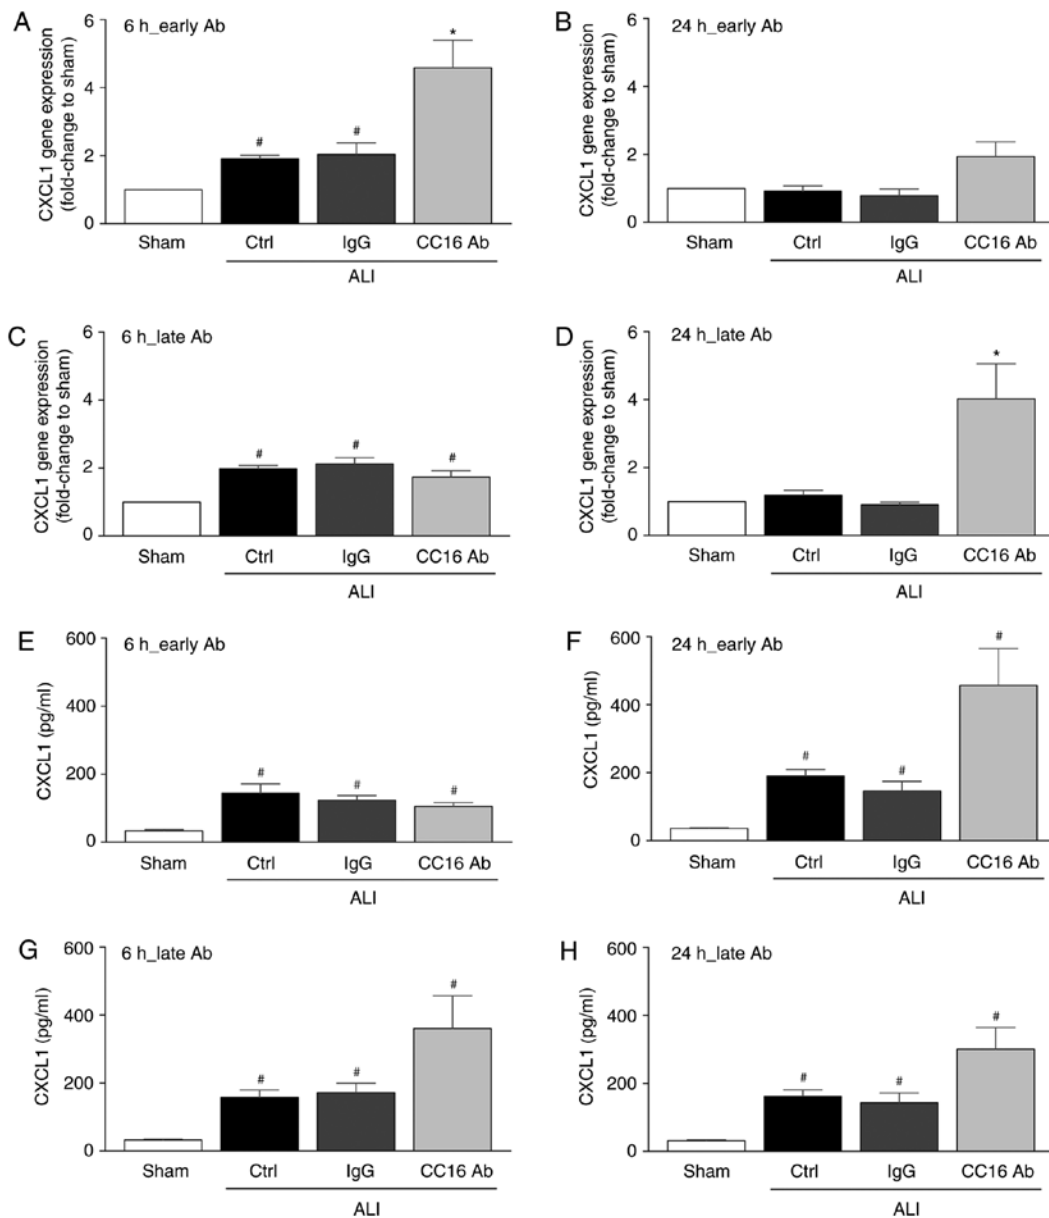 A
6 h_early Ab
CXCL1 gene expression
(fold-change to sham)
6
4
2
0
*
#
#
Sham
Ctrl
IgG
CC16 Ab
ALI
B
24 h_early Ab
CXCL1 gene expression
(fold-change to sham)
6
4
2
0
Sham
Ctrl
IgG
CC16 Ab
ALI
C
6 h_late Ab
CXCL1 gene expression
(fold-change to sham)
6
4
2
0
#
#
#
Sham
Ctrl
IgG
CC16 Ab
ALI
D
24 h_late Ab
CXCL1 gene expression
(fold-change to sham)
6
4
2
0
*
Sham
Ctrl
IgG
CC16 Ab
ALI
E
6 h_early Ab
CXCL1 (pg/ml)
600
400
200
0
#
#
#
Sham
Ctrl
IgG
CC16 Ab
ALI
F
24 h_early Ab
CXCL1 (pg/ml)
600
400
200
0
#
#
#
Sham
Ctrl
IgG
CC16 Ab
ALI
G
6 h_late Ab
CXCL1 (pg/ml)
600
400
200
0
#
#
#
Sham
Ctrl
IgG
CC16 Ab
ALI
H
24 h_late Ab
CXCL1 (pg/ml)
600
400
200
0
#
#
#
Sham
Ctrl
IgG
CC16 Ab
ALI